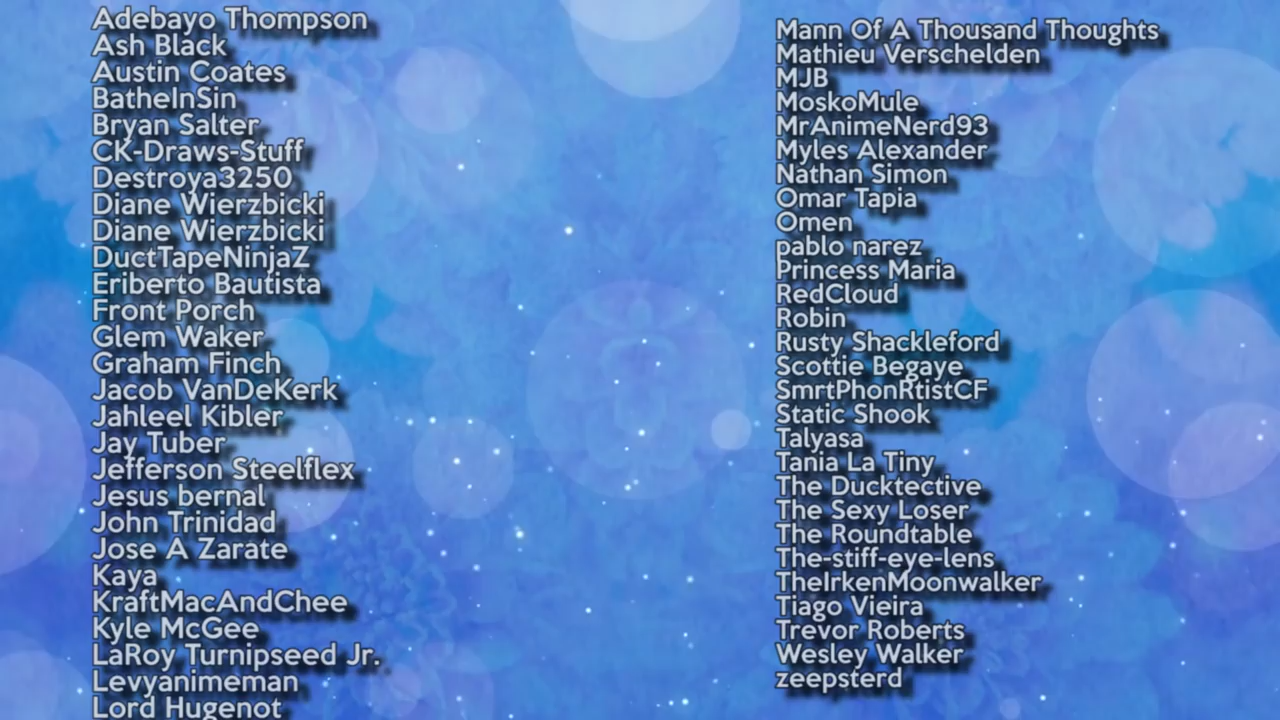 Adebayo Thompson
Ash Black
Austin Coates
BatheInSin
Bryan Salter
CK-Draws-Stuff
Destroya3250
Diane Wierzbicki
Diane Wierzbicki
DuctTapeNinjaZ
Eriberto Bautista
Front Porch
Glem Waker
Graham Finch
Jacob VanDeKerk
Jahleel Kibler
Jay Tuber
Jefferson Steelflex
Jesus bernal
John Trinidad
Jose A Zarate
Kaya
KraftMacAndChee
Kyle McGee
LaRoy Turnipseed Jr.
Levyanimeman
Lord Hugenot
Mann Of A Thousand Thoughts
Mathieu Verschelden
MJB
MoskoMule
MrAnimeNerd93
Myles Alexander
Nathan Simon
Omar Tapia
Omen
pablo narez
Princess Maria
RedCloud
Robin
Rusty Shackleford
Scottie Begaye
SmrtPhonRtistCF
Static Shook
Talyasa
Tania La Tiny
The Ducktective
The Sexy Loser
The Roundtable
The-stiff-eye-lens
TheIrkenMoonwalker
Tiago Vieira
Trevor Roberts
Wesley Walker
zeepsterd